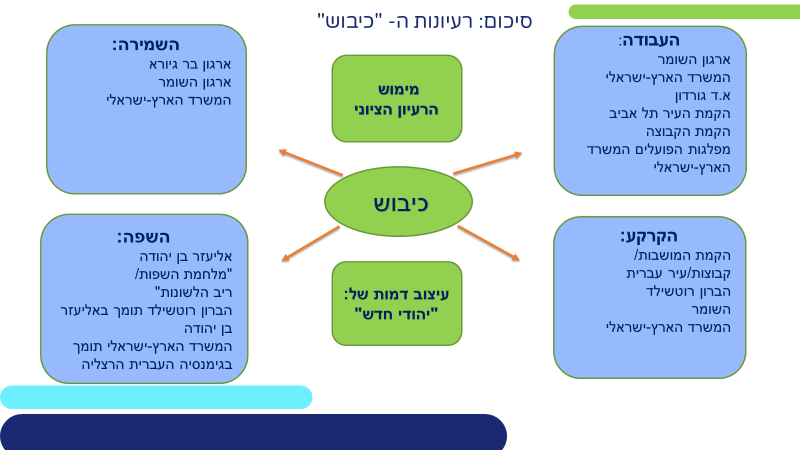 סיכום: רעיונות ה- "כיבוש"
העבודה:
ארגון השומר
המשרד הארץ-ישראלי
א.ד גורדון
הקמת העיר תל אביב
הקמת הקבוצה
מפלגות הפועלים המשרד
הארץ-ישראלי
מימוש
הרעיון הציוני
השמירה:
ארגון בר גיורא
ארגון השומר
המשרד הארץ-ישראלי
כיבוש
הקרקע:
הקמת המושבות/
קבוצות/עיר עברית
הברון רוטשילד
השומר
המשרד הארץ-ישראלי
עיצוב דמות של:
"יהודי חדש"
השפה:
אליעזר בן יהודה
"מלחמת השפות/
ריב הלשונות"
הברון רוטשילד תומך באליעזר
בן יהודה
המשרד הארץ-ישראלי תומך
בגימנסיה העברית הרצליה